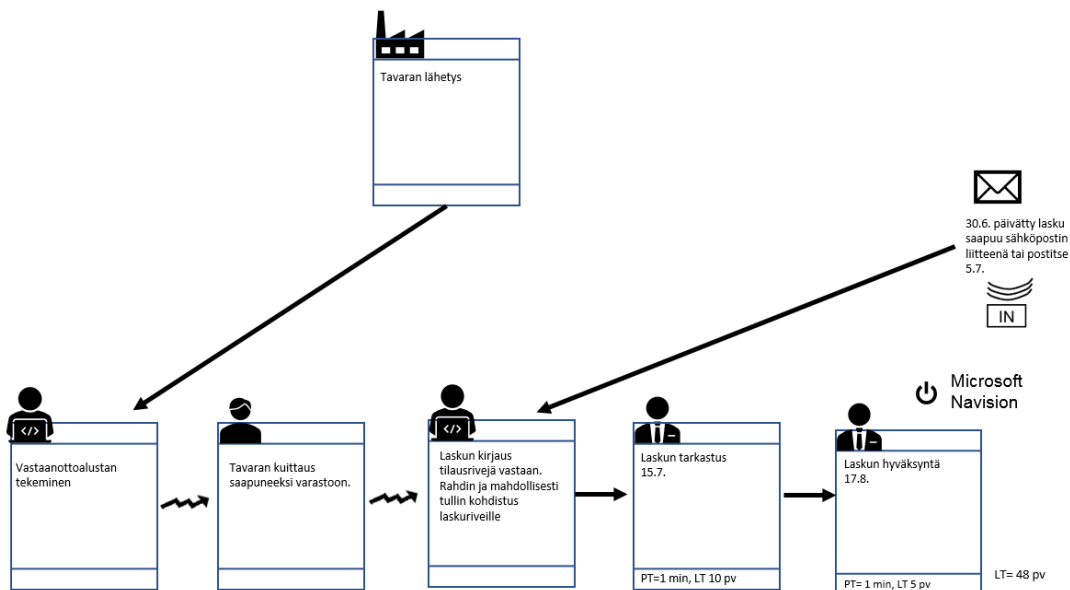 Tavaran lähetys
30.6. päivätty lasku
saapuu sähköpostin
liitteenä tai postitse
5.7.
IN
Microsoft
Navision
</>
Vastaanottoalustan
tekeminen
Tavaran kuittaus
saapuneeksi varastoon.
</>
Laskun kirjaus
tilausrivejä vastaan.
Rahdin ja mahdollisesti
tullin kohdistus
laskuriveille
Laskun tarkastus
15.7.
PT=1 min, LT 10 pv
Laskun hyväksyntä
17.8.
PT= 1 min, LT 5 pv
LT= 48 pv